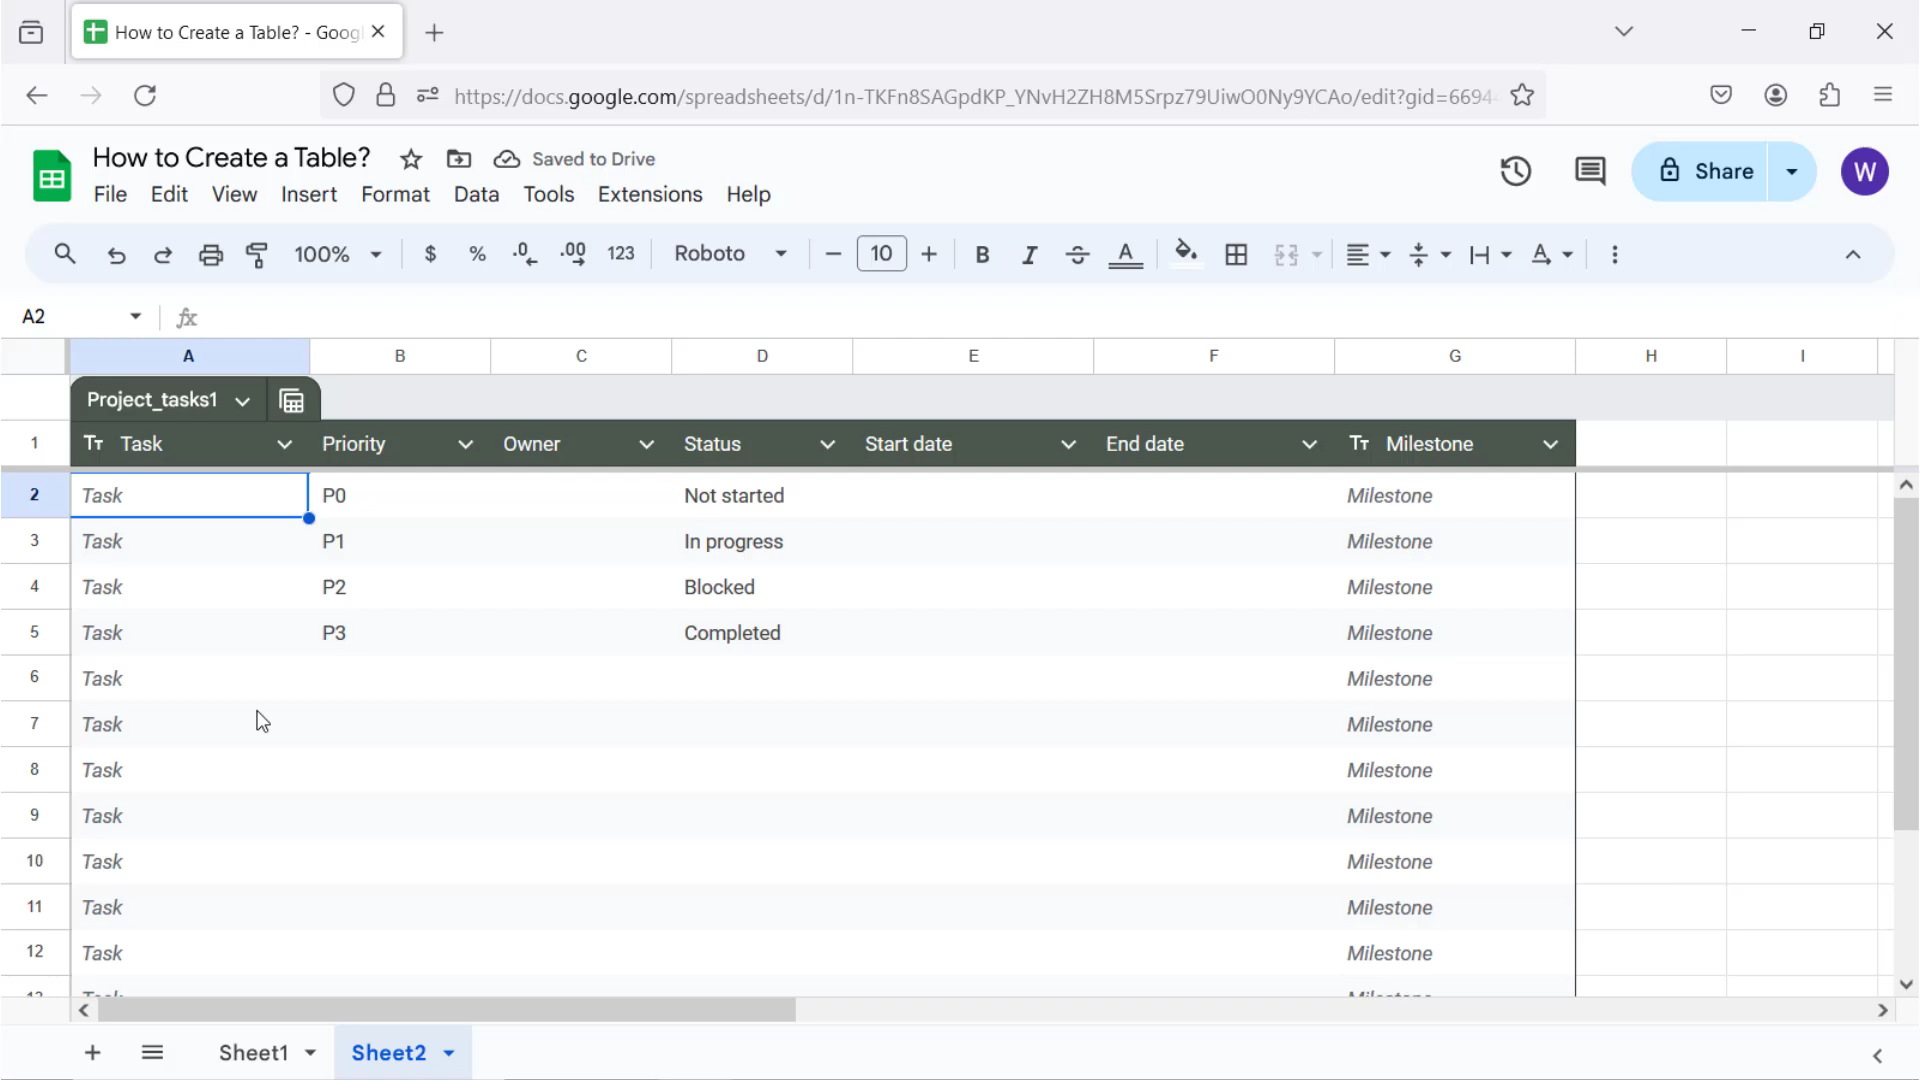 How to Create a Table? - Goog
https://docs.google.com/spreadsheets/d/1n-TKFn8SAGpdKP_YNvH2ZH8M5Srpz79UiwO0Ny9YCAo/edit?gid=6694
How to Create a Table? Saved to Drive
File Edit View Insert Format Data Tools Extensions Help
Share
W
100% $ % .0 .00 123 Roboto 10 B I A
A2 fx
A B C D E F G H I
Project_tasks1
1 Tт Task Priority Owner Status Start date End date Tт Milestone
2 Task P0 Not started Milestone
3 Task P1 In progress Milestone
4 Task P2 Blocked Milestone
5 Task P3 Completed Milestone
6 Task Milestone
7 Task Milestone
8 Task Milestone
9 Task Milestone
10 Task Milestone
11 Task Milestone
12 Task Milestone
Sheet1 Sheet2